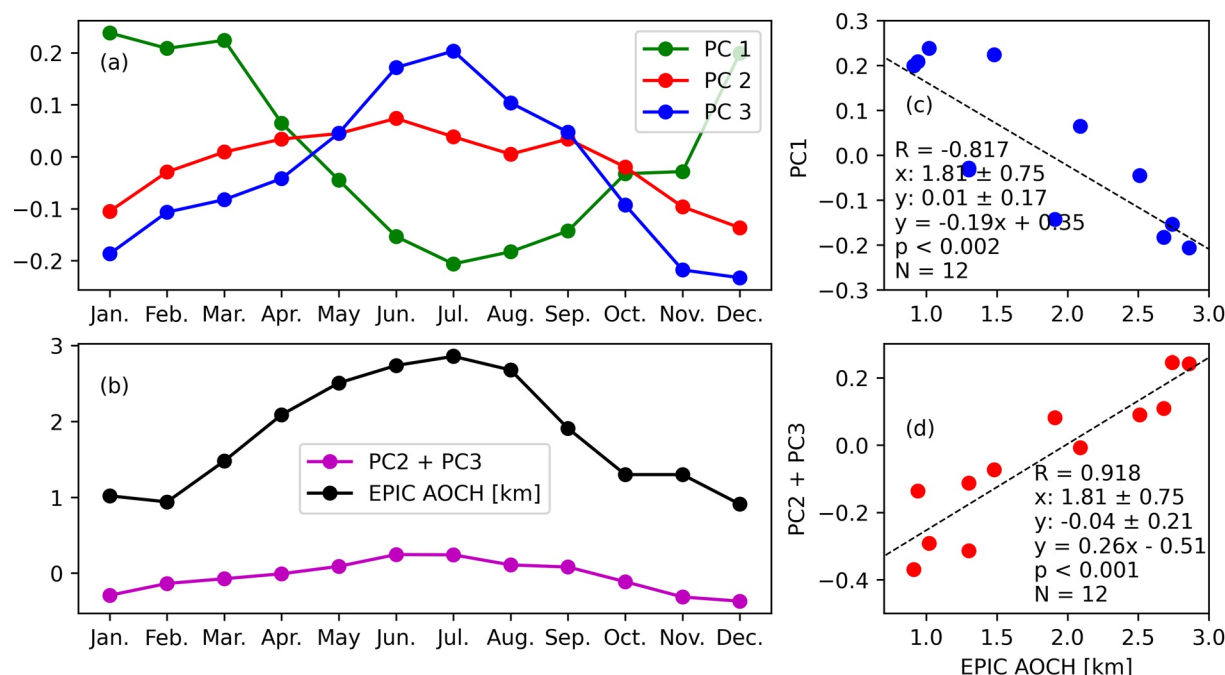 0.2
0.1
0.0
−0.1
−0.2
(a)
PC 1
PC 2
PC 3
Jan. Feb. Mar. Apr. May Jun. Jul. Aug. Sep. Oct. Nov. Dec.
3
2
1
0
(b)
PC2 + PC3
EPIC AOCH [km]
Jan. Feb. Mar. Apr. May Jun. Jul. Aug. Sep. Oct. Nov. Dec.
PC1
0.3
0.2
0.1
0.0
−0.1
−0.2
−0.3
(c)
R = -0.817
x: 1.81 ± 0.75
y: 0.01 ± 0.17
y = -0.19x + 0.35
p < 0.002
N = 12
1.0 1.5 2.0 2.5 3.0
PC2 + PC3
0.2
0.0
−0.2
−0.4
(d)
R = 0.918
x: 1.81 ± 0.75
y: -0.04 ± 0.21
y = 0.26x - 0.51
p < 0.001
N = 12
1.0 1.5 2.0 2.5 3.0
EPIC AOCH [km]